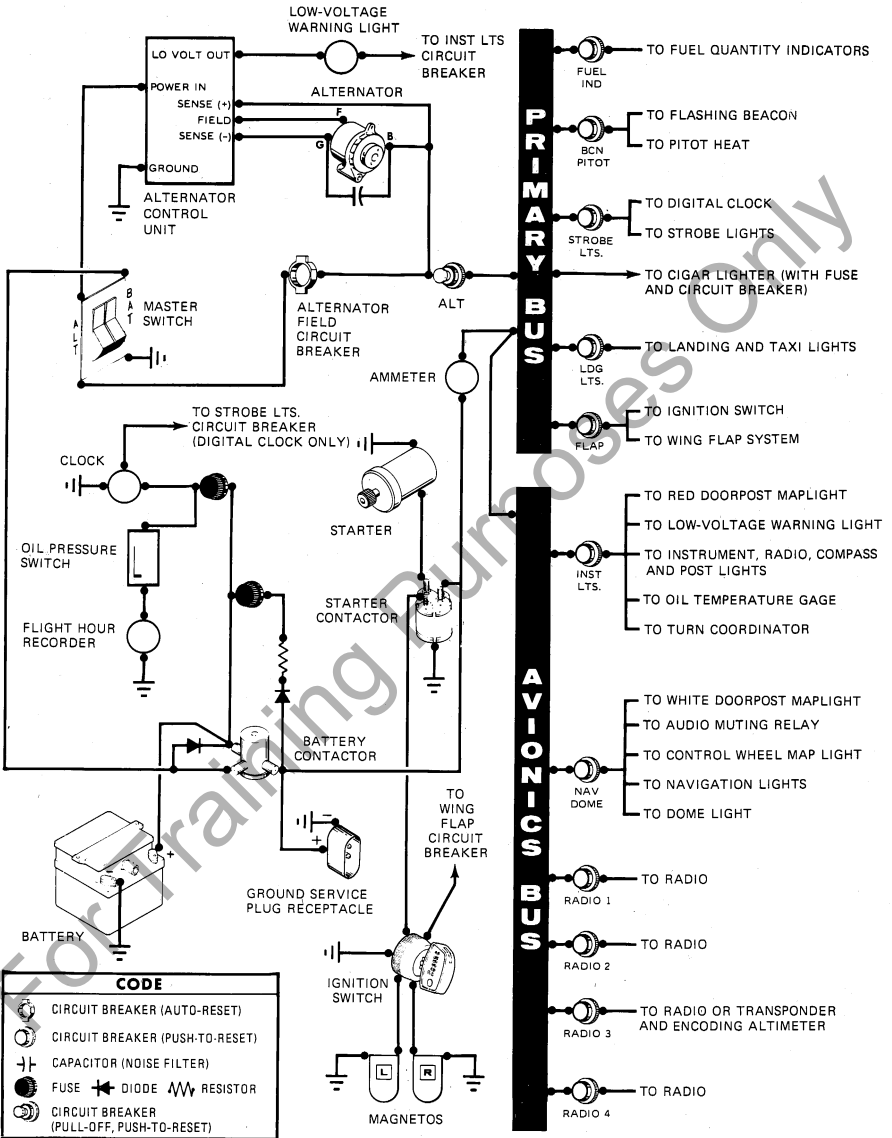 LOW-VOLTAGE
WARNING LIGHT
LO VOLT OUT
TO INST LTS
CIRCUIT
BREAKER
POWER IN
ALTERNATOR
SENSE (+)
FIELD
SENSE (-)
F
G
B
GROUND
ALTERNATOR
CONTROL
UNIT
BAT
ALT
MASTER
SWITCH
ALTERNATOR
FIELD
CIRCUIT
BREAKER
ALT
AMMETER
TO STROBE LTS.
CIRCUIT BREAKER
(DIGITAL CLOCK ONLY)
CLOCK
OIL PRESSURE
SWITCH
FLIGHT HOUR
RECORDER
STARTER
STARTER
CONTACTOR
BATTERY
CONTACTOR
+
-
BATTERY
-
+
GROUND SERVICE
PLUG RECEPTACLE
TO
WING
FLAP
CIRCUIT
BREAKER
IGNITION
SWITCH
L
R
MAGNETOS
PRIMARY BUS
FUEL
IND
TO FUEL QUANTITY INDICATORS
BCN
PITOT
TO FLASHING BEACON
TO PITOT HEAT
STROBE
LTS.
TO DIGITAL CLOCK
TO STROBE LIGHTS
TO CIGAR LIGHTER (WITH FUSE
AND CIRCUIT BREAKER)
LDG
LTS.
TO LANDING AND TAXI LIGHTS
FLAP
TO IGNITION SWITCH
TO WING FLAP SYSTEM
AVIONICS BUS
INST
LTS.
TO RED DOORPOST MAPLIGHT
TO LOW-VOLTAGE WARNING LIGHT
TO INSTRUMENT, RADIO, COMPASS
AND POST LIGHTS
TO OIL TEMPERATURE GAGE
TO TURN COORDINATOR
NAV
DOME
TO WHITE DOORPOST MAPLIGHT
TO AUDIO MUTING RELAY
TO CONTROL WHEEL MAP LIGHT
TO NAVIGATION LIGHTS
TO DOME LIGHT
RADIO 1
TO RADIO
RADIO 2
TO RADIO
RADIO 3
TO RADIO OR TRANSPONDER
AND ENCODING ALTIMETER
RADIO 4
TO RADIO
CODE
CIRCUIT BREAKER (AUTO-RESET)
CIRCUIT BREAKER (PUSH-TO-RESET)
CAPACITOR (NOISE FILTER)
FUSE DIODE RESISTOR
CIRCUIT BREAKER
(PULL-OFF, PUSH-TO-RESET)
For Training Purposes Only